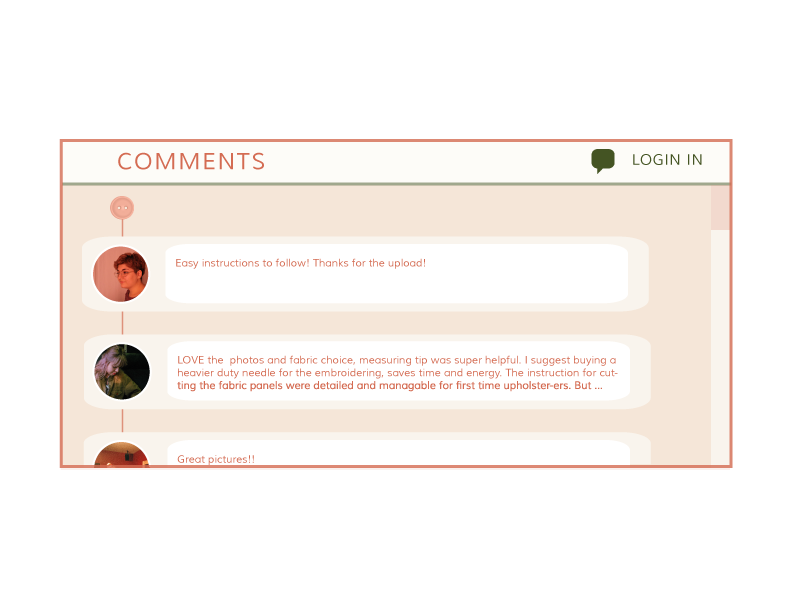 COMMENTS
LOGIN IN
Easy instructions to follow! Thanks for the upload!
LOVE the  photos and fabric choice, measuring tip was super helpful. I suggest buying a
heavier duty needle for the embroidering, saves time and energy. The instruction for cut-
ting the fabric panels were detailed and managable for first time upholster-ers. But ...
Great pictures!!